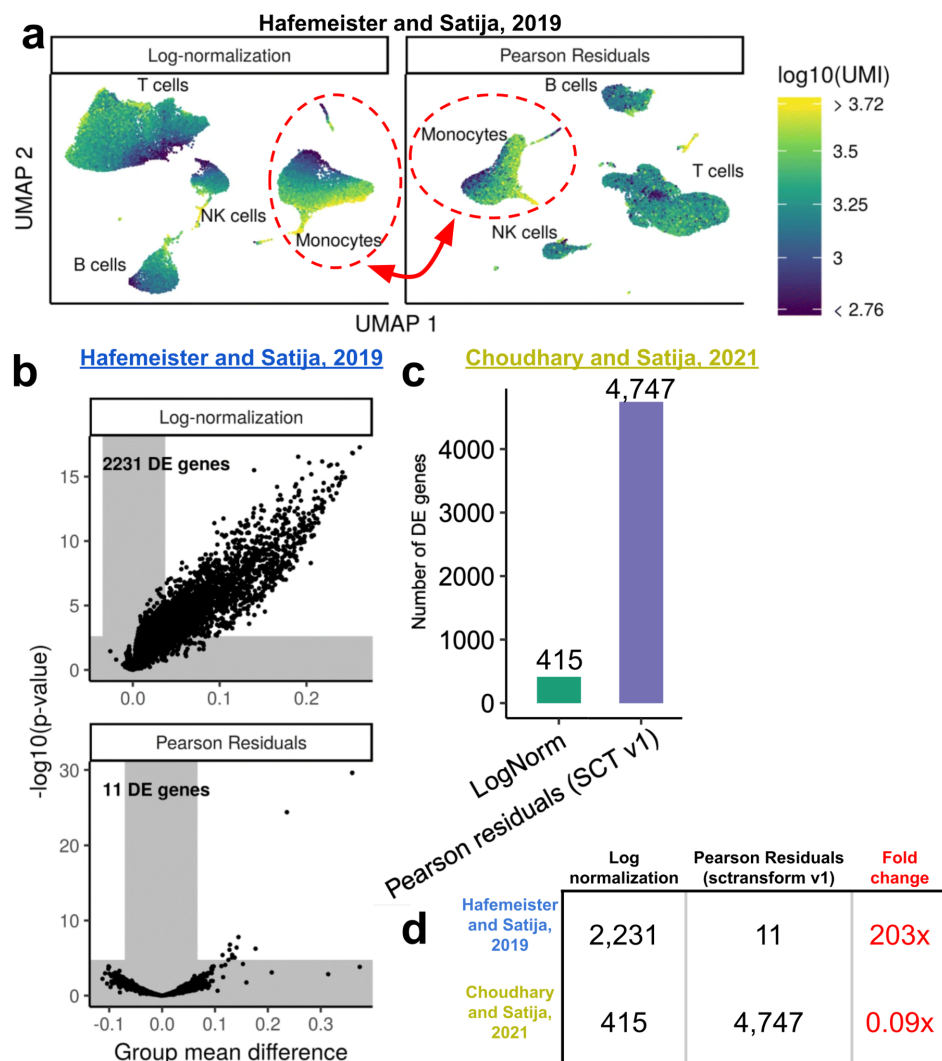 a
Hafemeister and Satija, 2019
Log-normalization
Pearson Residuals
T cells
NK cells
Monocytes
B cells
B cells
Monocytes
T cells
NK cells
UMAP 2
UMAP 1
log10(UMI)
> 3.72
3.5
3.25
3
< 2.76
b
Hafemeister and Satija, 2019
Log-normalization
2231 DE genes
15
10
5
0
0.0
0.1
0.2
-log10(p-value)
Pearson Residuals
11 DE genes
30
20
10
0
-0.1
0.0
0.1
0.2
0.3
Group mean difference
c
Choudhary and Satija, 2021
4,747
415
Number of DE genes
4000
3000
2000
1000
0
LogNorm
Pearson residuals (SCT v1)
d
Log
normalization
Pearson Residuals
(sctransform v1)
Fold
change
Hafemeister
and Satija,
2019
2,231
11
203x
Choudhary
and Satija,
2021
415
4,747
0.09x